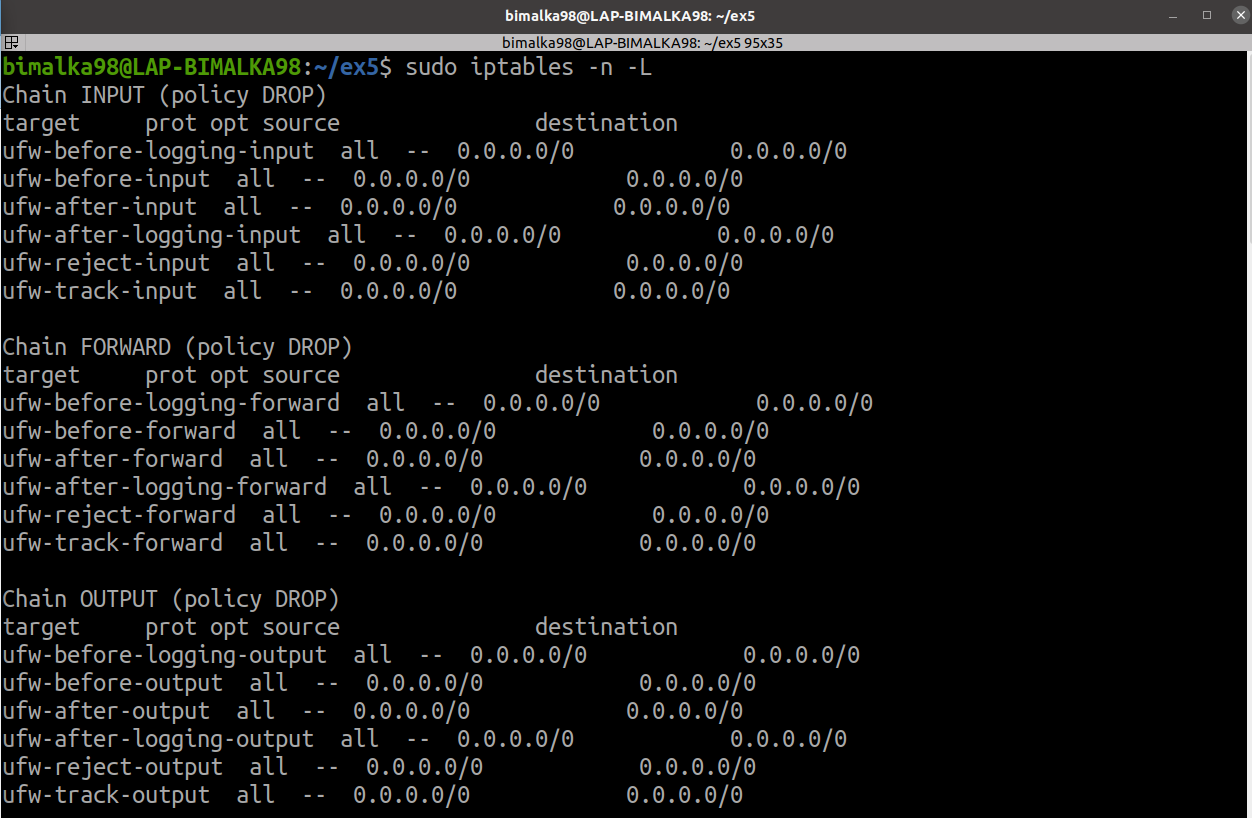 bimalka98@LAP-BIMALKA98: ~/ex5
bimalka98@LAP-BIMALKA98: ~/ex5 95x35
bimalka98@LAP-BIMALKA98:~/ex5$ sudo iptables -n -L
Chain INPUT (policy DROP)
target     prot opt source               destination
ufw-before-logging-input  all  --  0.0.0.0/0            0.0.0.0/0
ufw-before-input  all  --  0.0.0.0/0            0.0.0.0/0
ufw-after-input  all  --  0.0.0.0/0            0.0.0.0/0
ufw-after-logging-input  all  --  0.0.0.0/0            0.0.0.0/0
ufw-reject-input  all  --  0.0.0.0/0            0.0.0.0/0
ufw-track-input  all  --  0.0.0.0/0            0.0.0.0/0

Chain FORWARD (policy DROP)
target     prot opt source               destination
ufw-before-logging-forward  all  --  0.0.0.0/0            0.0.0.0/0
ufw-before-forward  all  --  0.0.0.0/0            0.0.0.0/0
ufw-after-forward  all  --  0.0.0.0/0            0.0.0.0/0
ufw-after-logging-forward  all  --  0.0.0.0/0            0.0.0.0/0
ufw-reject-forward  all  --  0.0.0.0/0            0.0.0.0/0
ufw-track-forward  all  --  0.0.0.0/0            0.0.0.0/0

Chain OUTPUT (policy DROP)
target     prot opt source               destination
ufw-before-logging-output  all  --  0.0.0.0/0            0.0.0.0/0
ufw-before-output  all  --  0.0.0.0/0            0.0.0.0/0
ufw-after-output  all  --  0.0.0.0/0            0.0.0.0/0
ufw-after-logging-output  all  --  0.0.0.0/0            0.0.0.0/0
ufw-reject-output  all  --  0.0.0.0/0            0.0.0.0/0
ufw-track-output  all  --  0.0.0.0/0            0.0.0.0/0